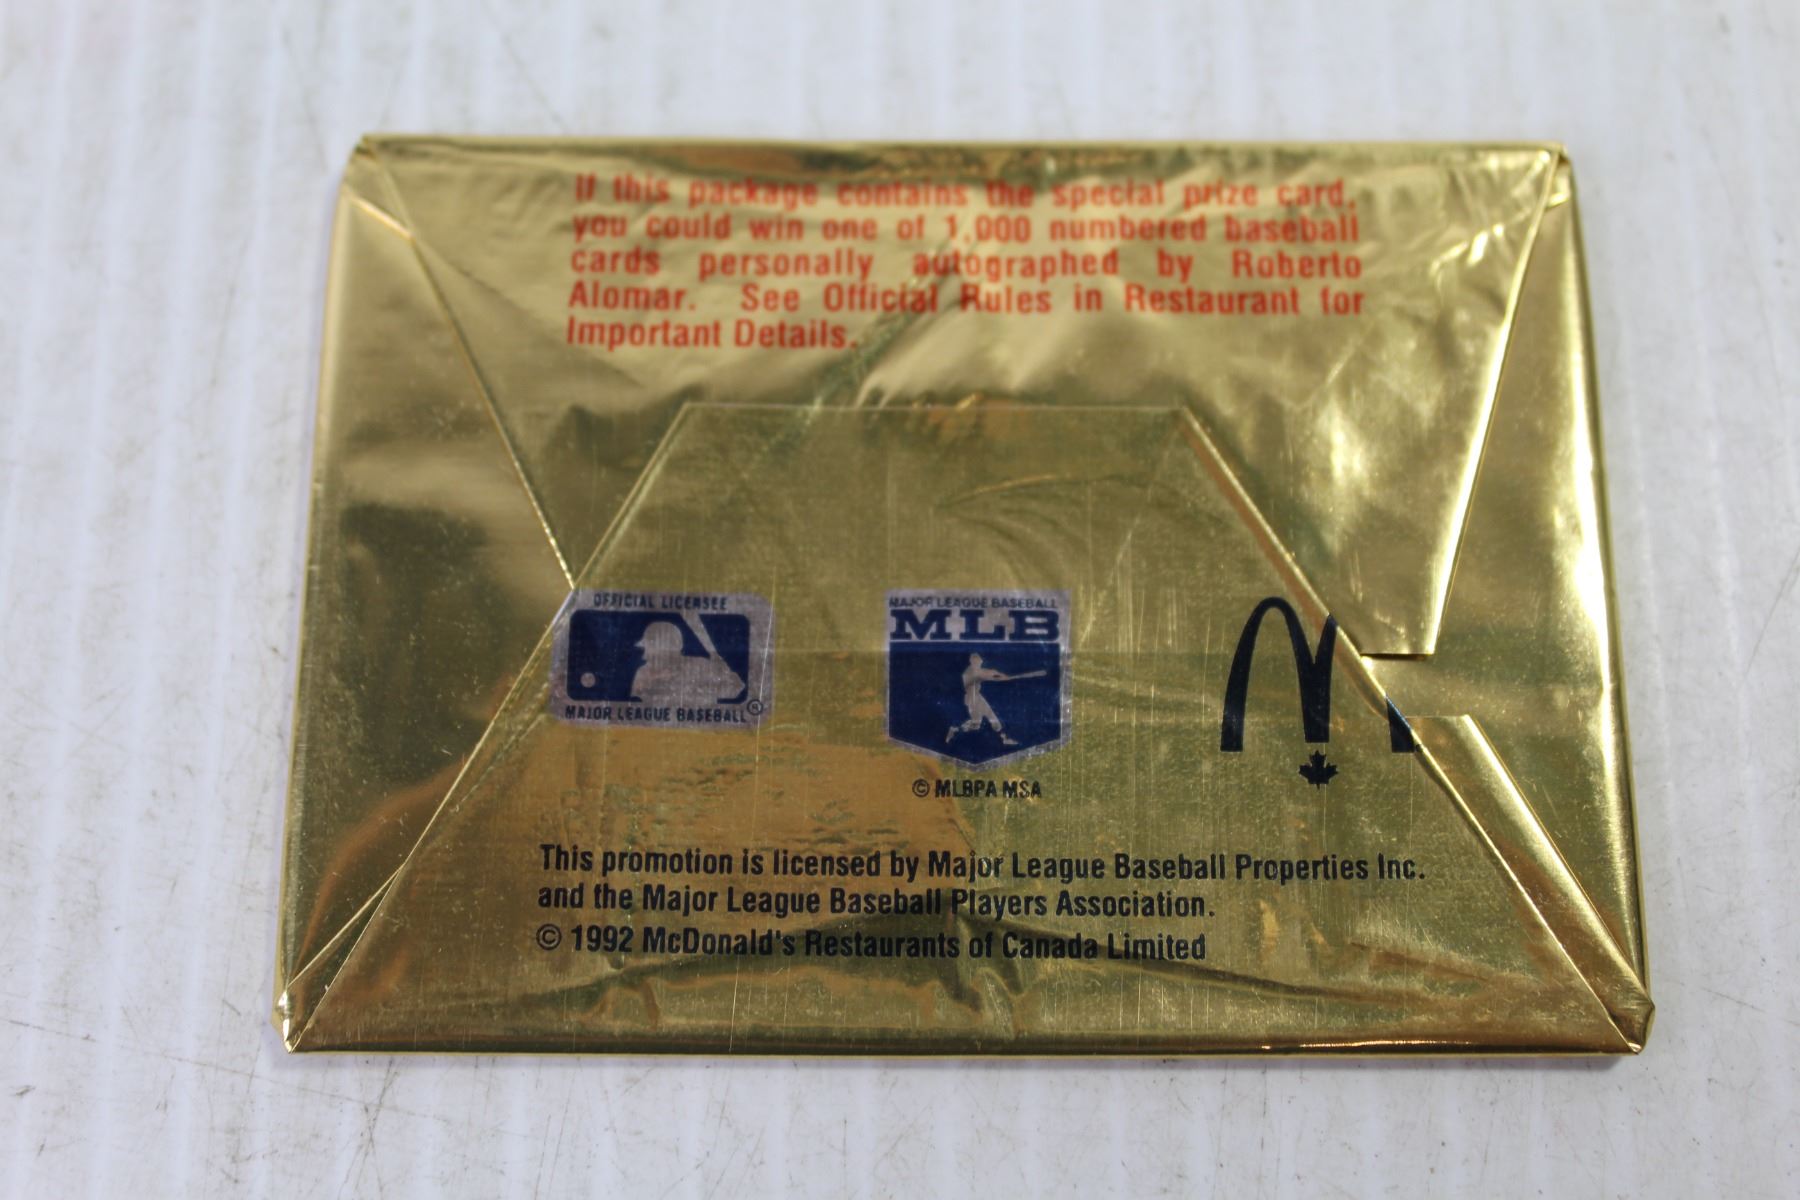 If this package contains the special prize card,
you could win one of 1,000 numbered baseball
cards personally autographed by Roberto
Alomar. See Official Rules in Restaurant for
Important Details.
OFFICIAL LICENSEE
MAJOR LEAGUE BASEBALL ®
MAJOR LEAGUE BASEBALL
MLB
© MLBPA MSA
This promotion is licensed by Major League Baseball Properties Inc.
and the Major League Baseball Players Association.
© 1992 McDonald's Restaurants of Canada Limited